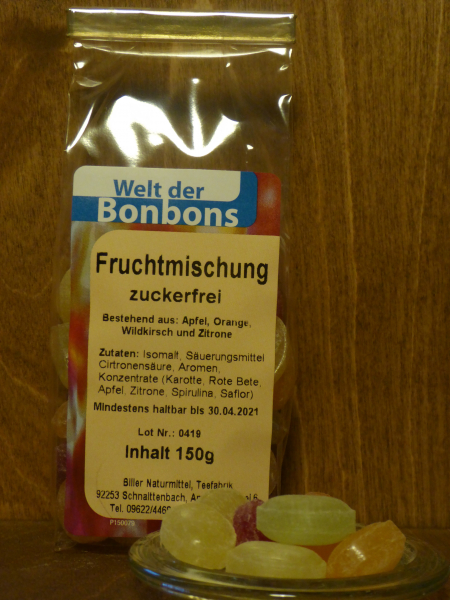 Welt der
Bonbons
Fruchtmischung
zuckerfrei
Bestehend aus: Apfel, Orange,
Wildkirsch und Zitrone
Zutaten: Isomalt, Säuerungsmittel
Cirtronensäure, Aromen,
Konzentrate (Karotte, Rote Bete,
Apfel, Zitrone, Spirulina, Saflor)
Mindestens haltbar bis 30.04.2021
Lot Nr.: 0419
Inhalt 150g
Biller Naturmittel, Teefabrik
92253 Schnaittenbach,
Tel.
P150079